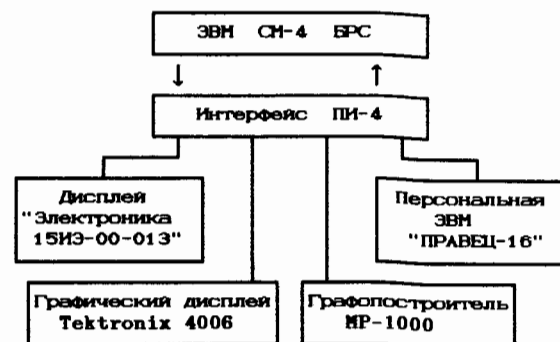 ЭВМ СМ-4 БРС
↓ ↑
Интерфейс ПИ-4
Дисплей
"Электроника
15ИЭ-00-013"
Персональная
ЭВМ
"ПРАВЕЦ-16"
Графический дисплей
Tektronix 4006
Графопостроитель
МР-1000